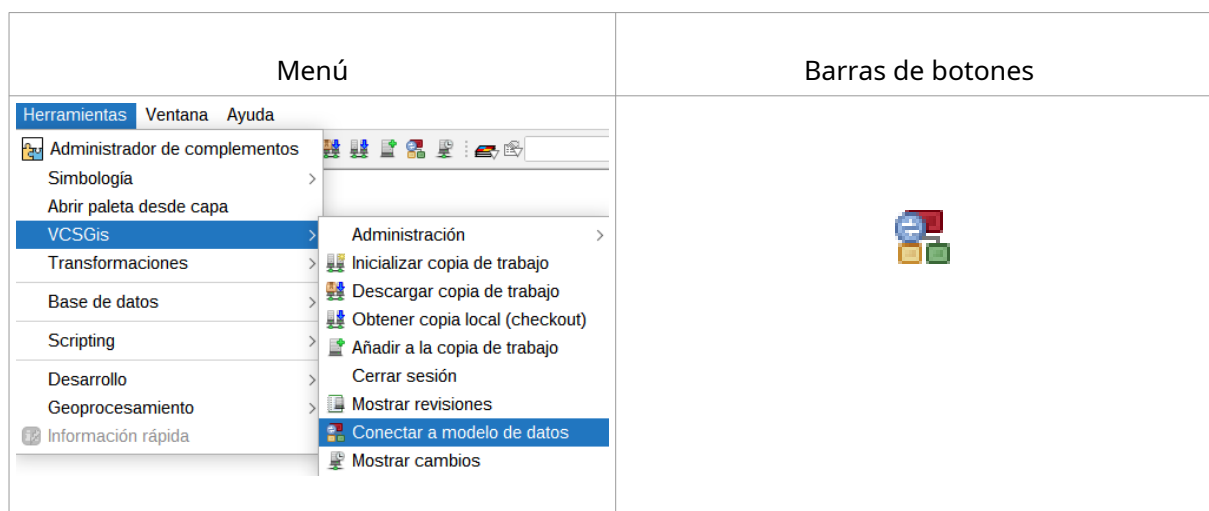 Menú
Barras de botones
Herramientas Ventana Ayuda
Administrador de complementos
Simbología
Abrir paleta desde capa
VCSGis
Transformaciones
Base de datos
Scripting
Desarrollo
Geoprocesamiento
Información rápida
Administración
Inicializar copia de trabajo
Descargar copia de trabajo
Obtener copia local (checkout)
Añadir a la copia de trabajo
Cerrar sesión
Mostrar revisiones
Conectar a modelo de datos
Mostrar cambios